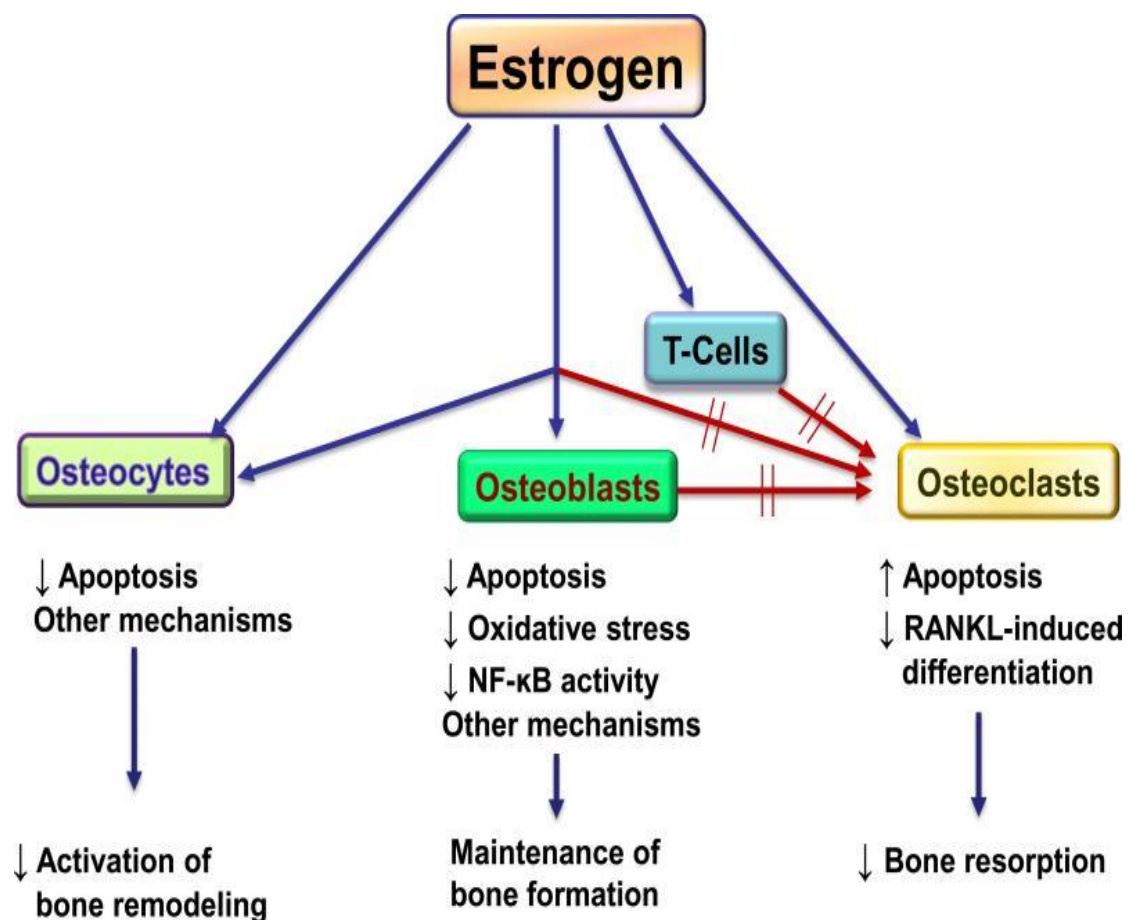 Estrogen
T-Cells
Osteocytes
Osteoblasts
Osteoclasts
↓ Apoptosis
Other mechanisms
↓ Activation of
bone remodeling
↓ Apoptosis
↓ Oxidative stress
↓ NF-κB activity
Other mechanisms
Maintenance of
bone formation
↑ Apoptosis
↓ RANKL-induced
differentiation
↓ Bone resorption